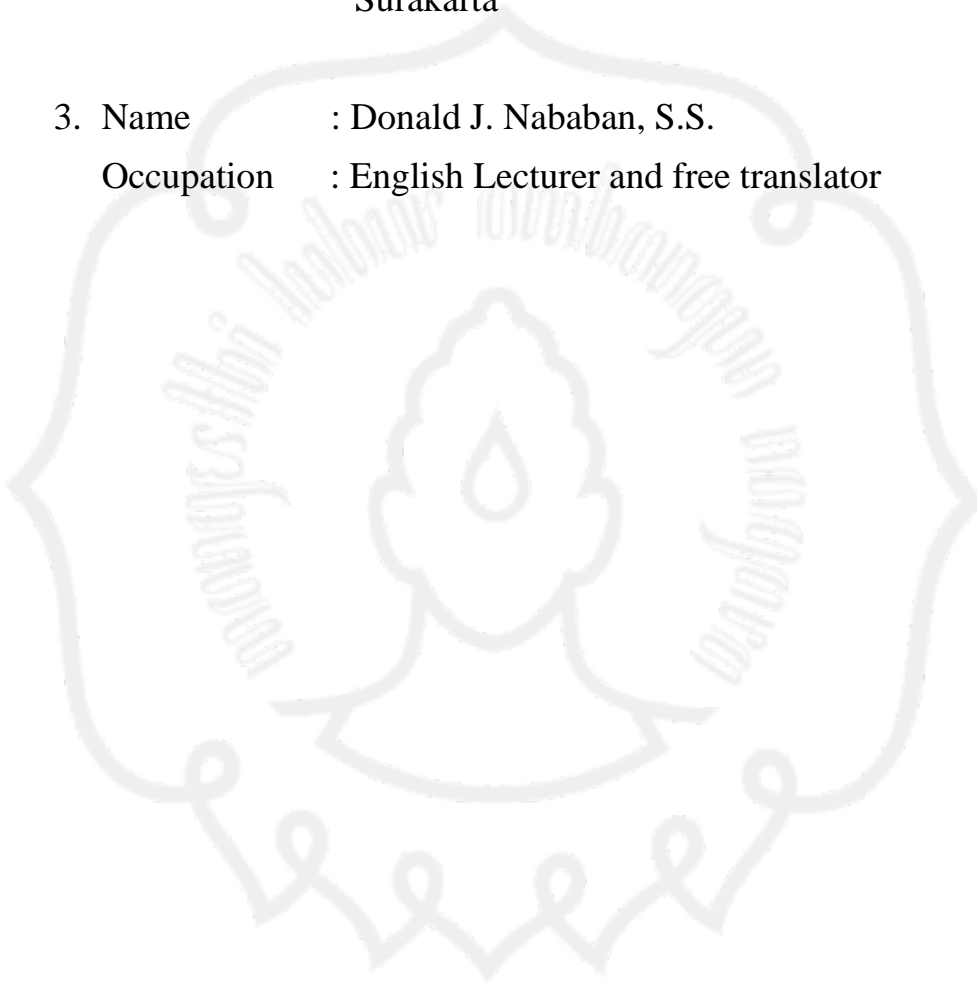 Surakarta
3. Name : Donald J. Nababan, S.S.
Occupation : English Lecturer and free translator